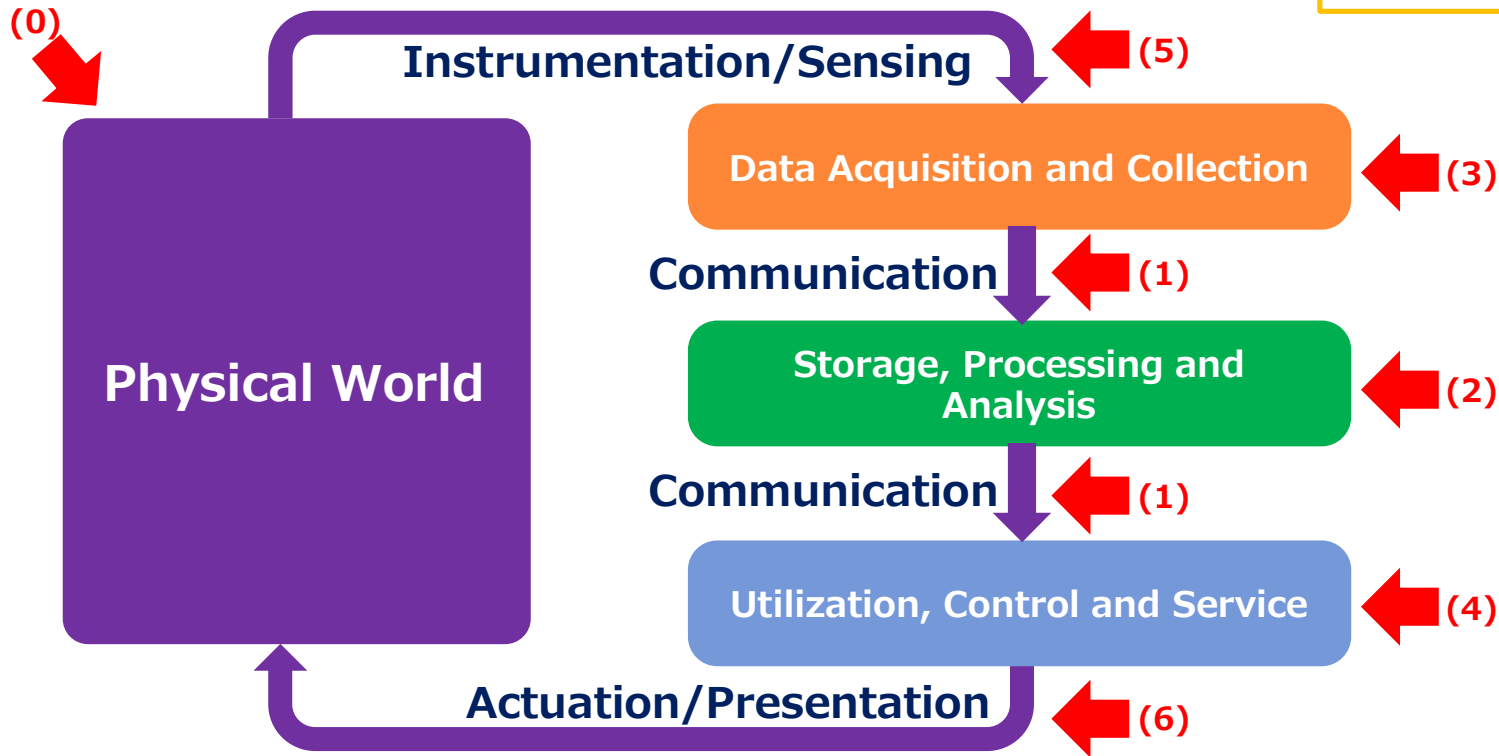 (0)
Instrumentation/Sensing
(5)
Data Acquisition and Collection
(3)
Communication
(1)
Physical World
Storage, Processing and
Analysis
(2)
Communication
(1)
Utilization, Control and Service
(4)
Actuation/Presentation
(6)